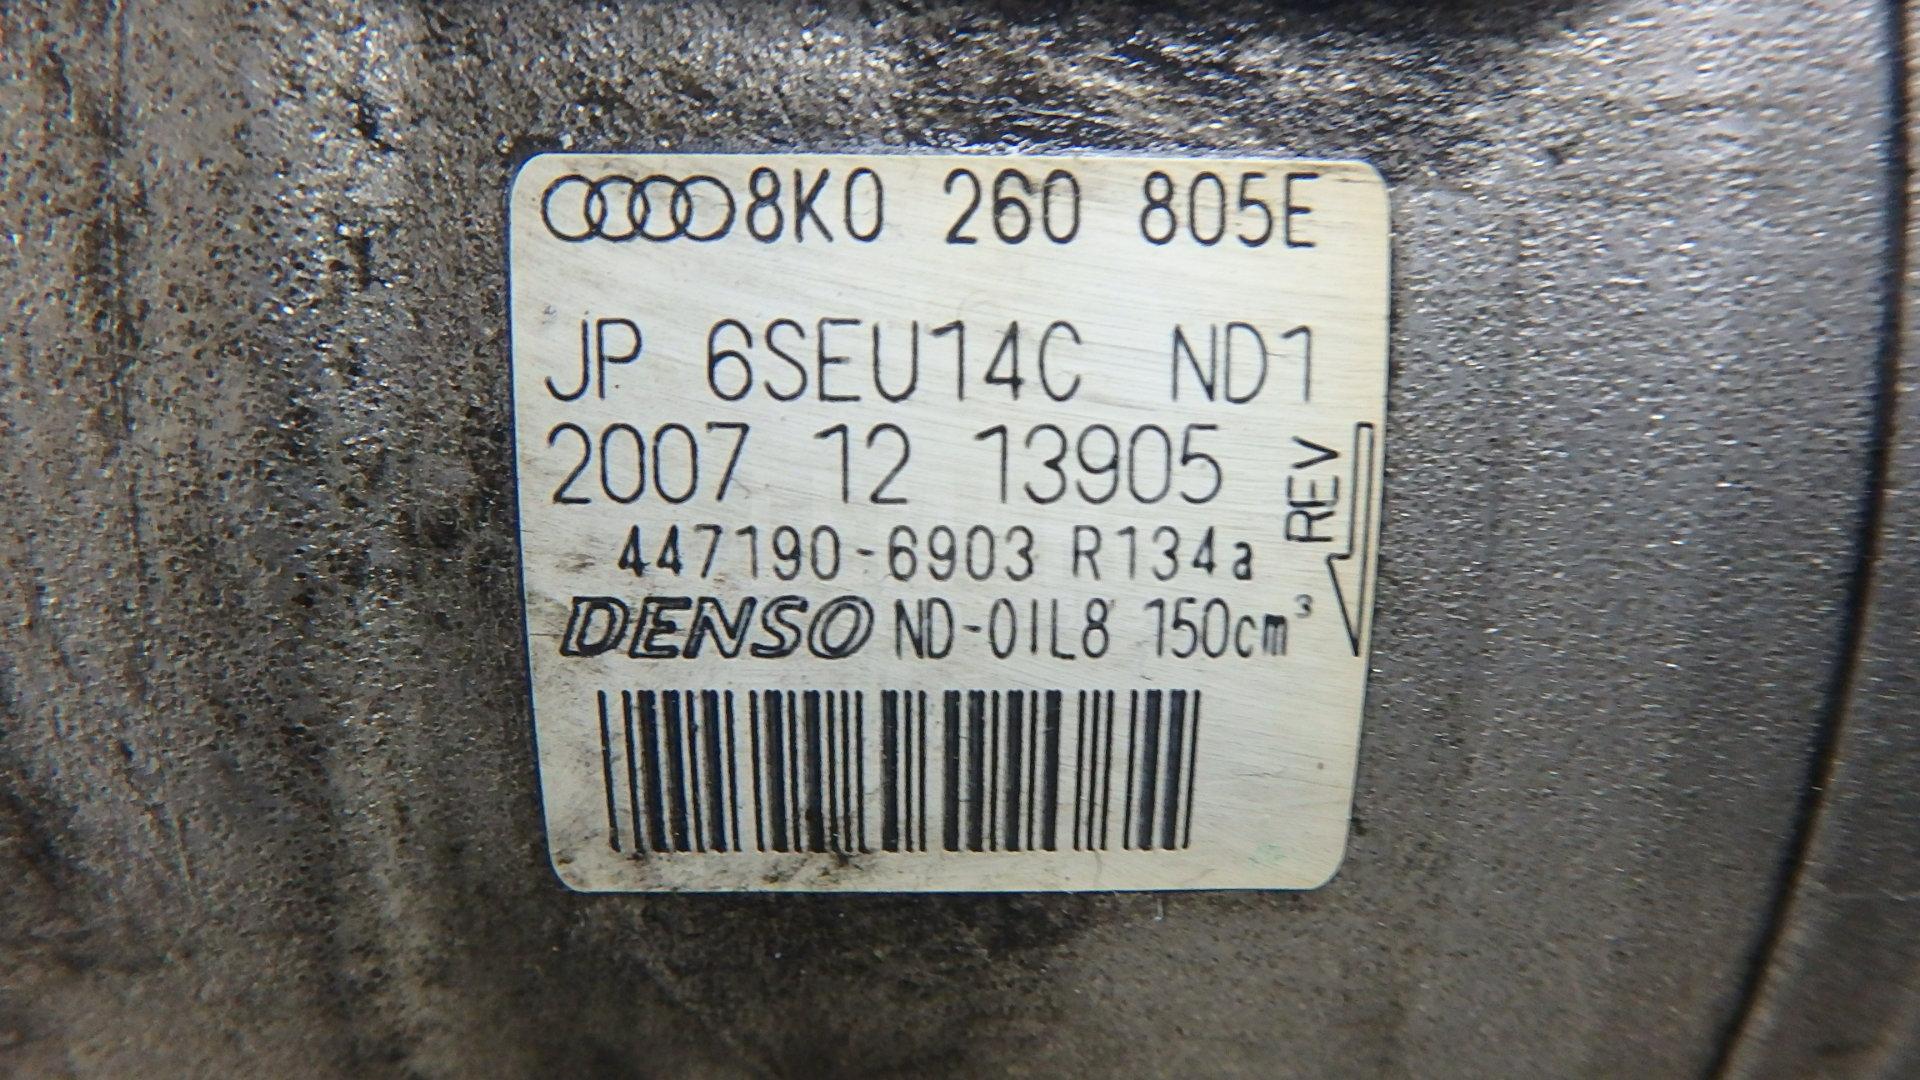 8K0 260 805E
JP 6SEU14C ND1
2007 12 13905
447190-6903 R134a
DENSO ND-OIL8 150cm³
REV